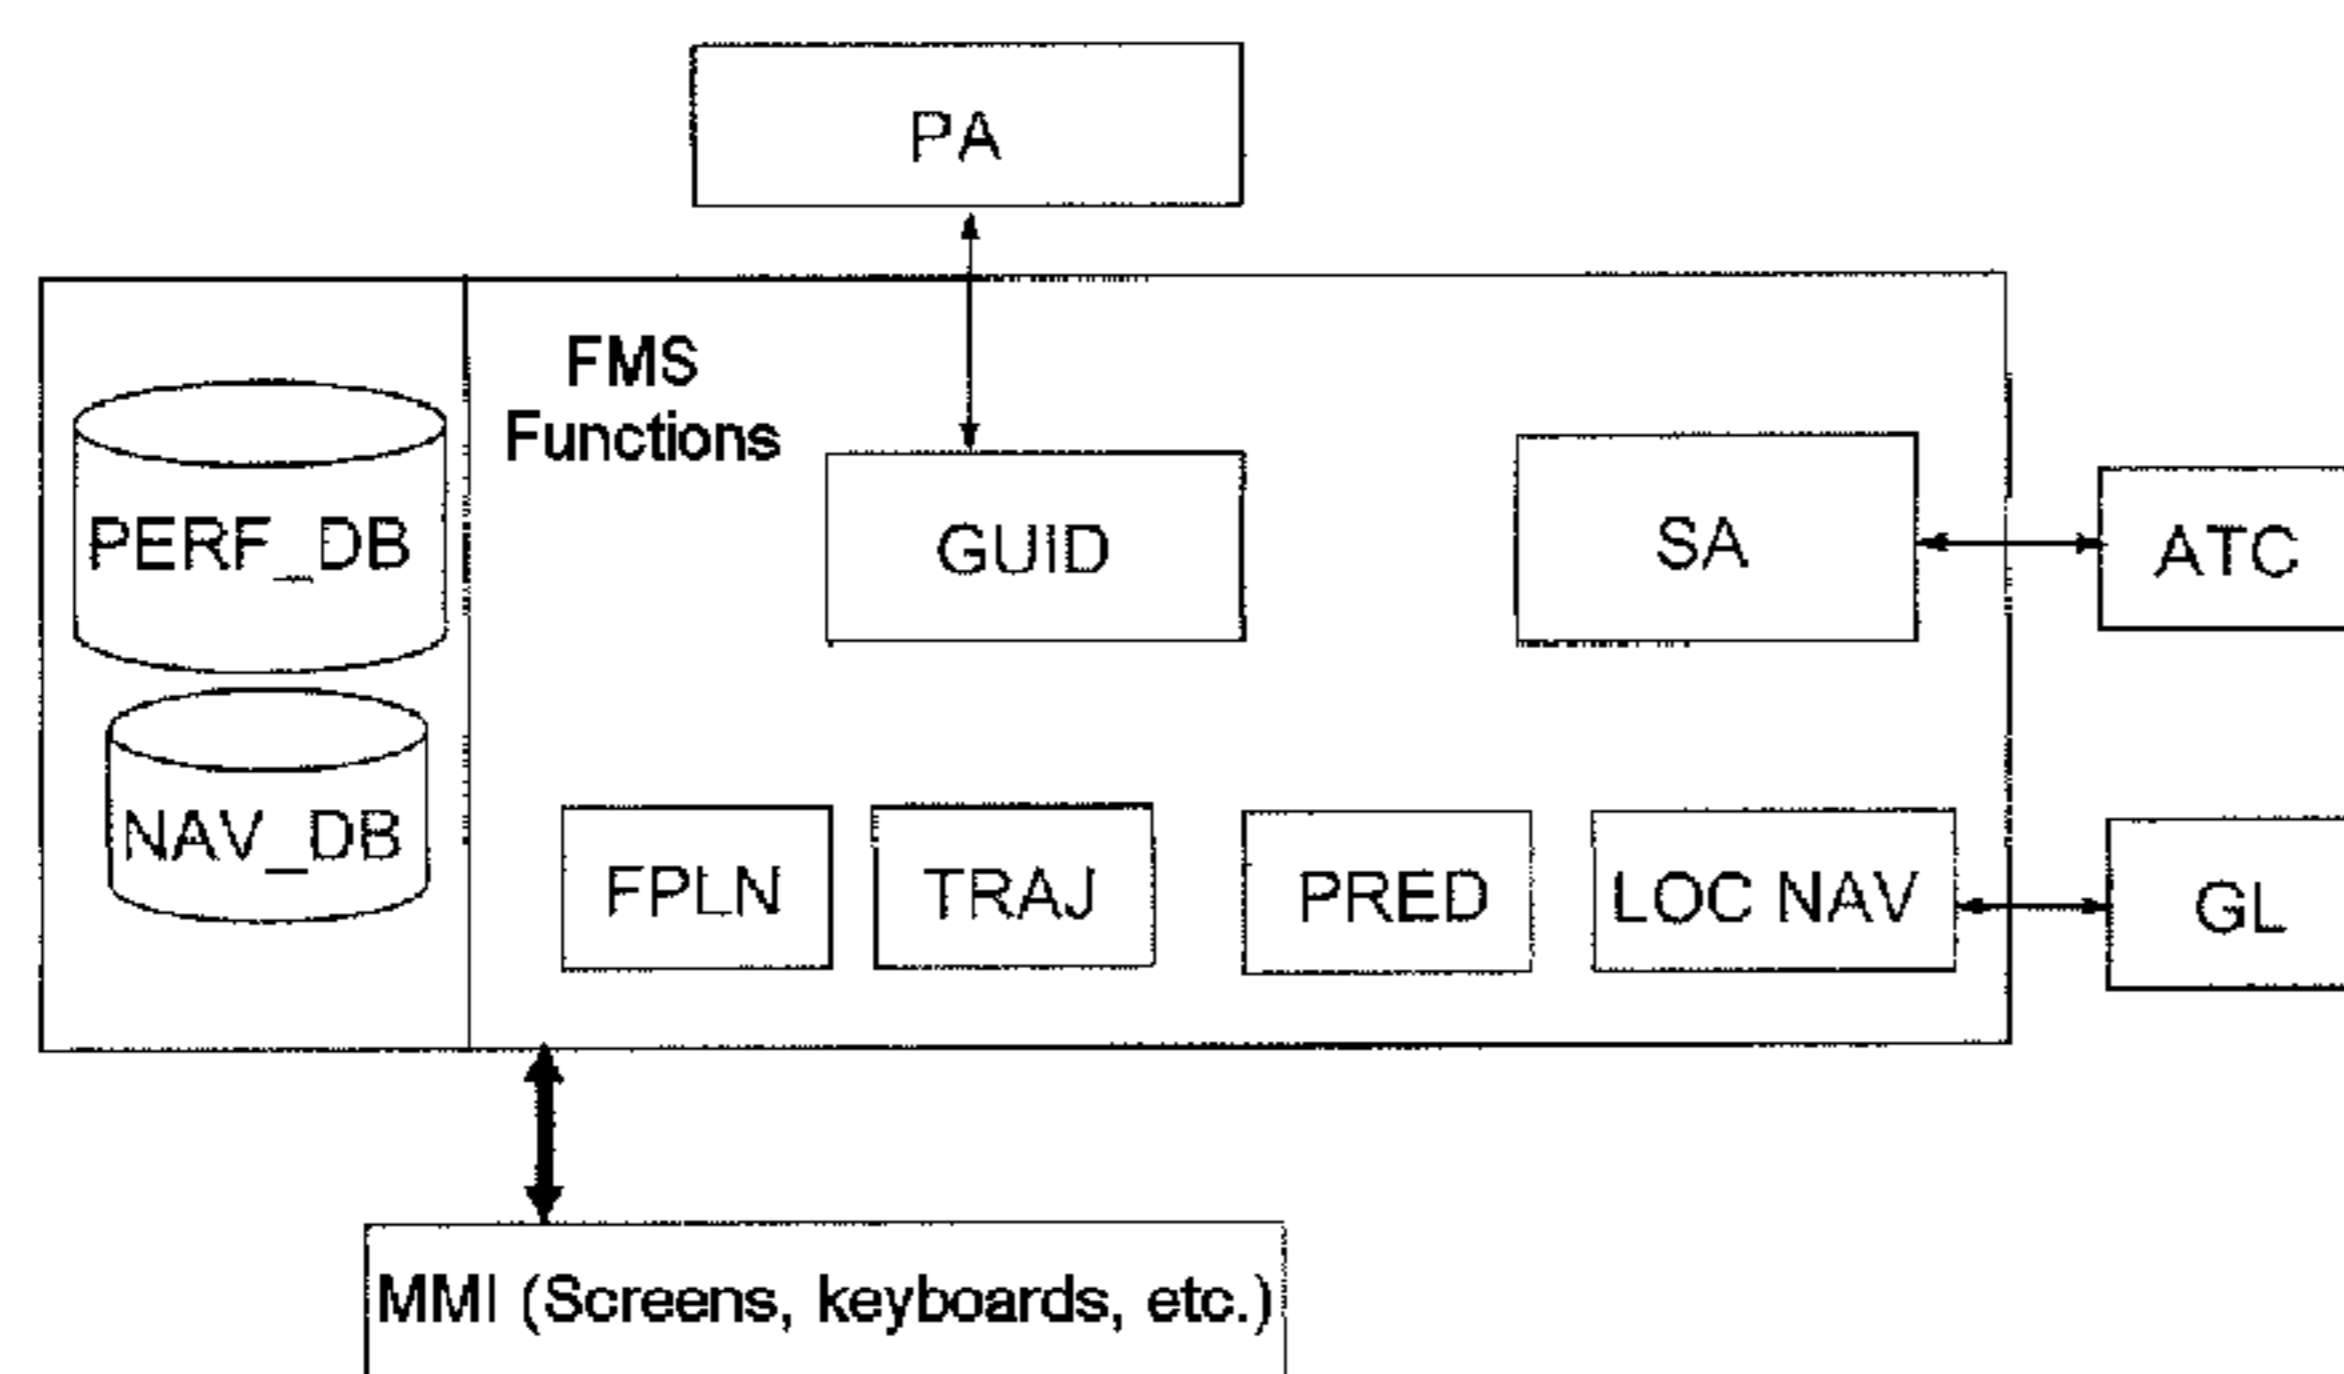 PA
FMS
Functions
PERF_DB
GUID
SA
ATC
NAV_DB
FPLN
TRAJ
PRED
LOC NAV
GL
MMI (Screens, keyboards, etc.)